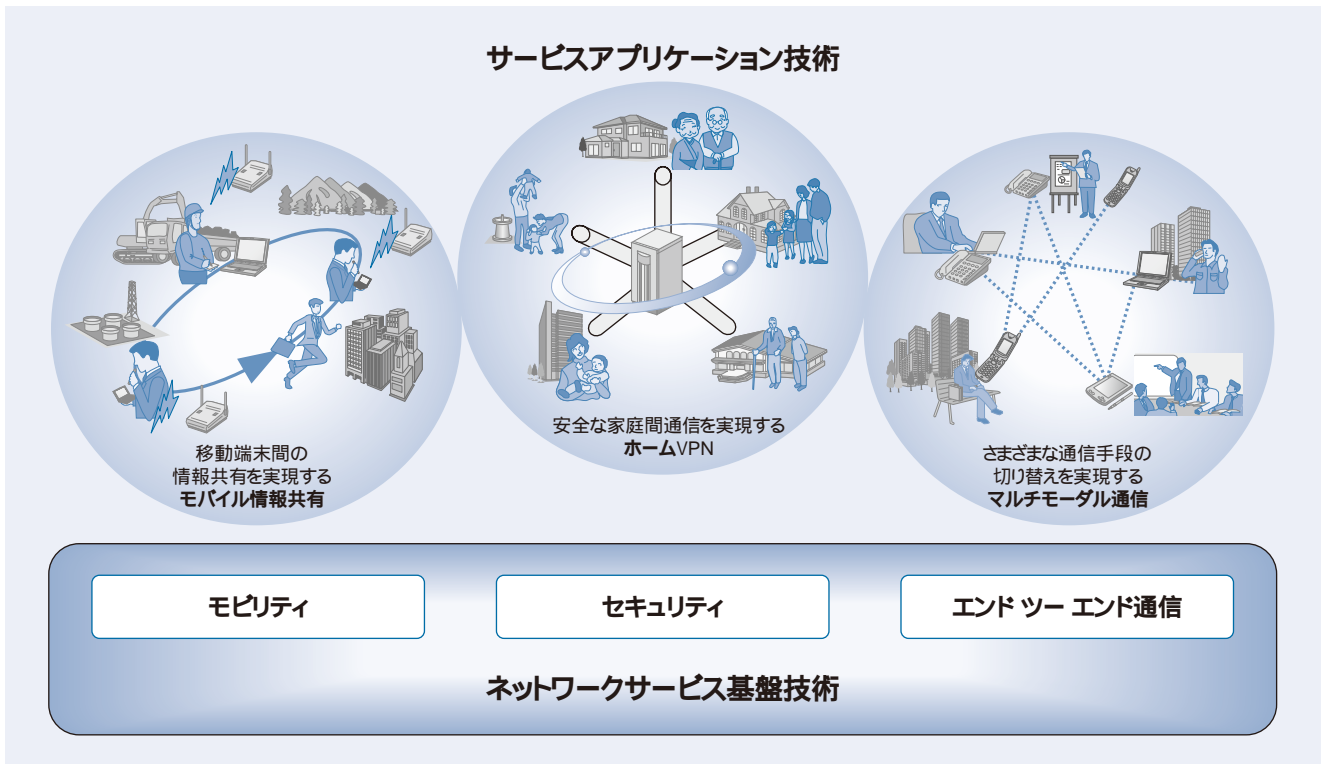 サービスアプリケーション技術
移動端末間の
情報共有を実現する
モバイル情報共有
安全な家庭間通信を実現する
ホームVPN
さまざまな通信手段の
切り替えを実現する
マルチモーダル通信
モビリティ
セキュリティ
エンド ツー エンド通信
ネットワークサービス基盤技術